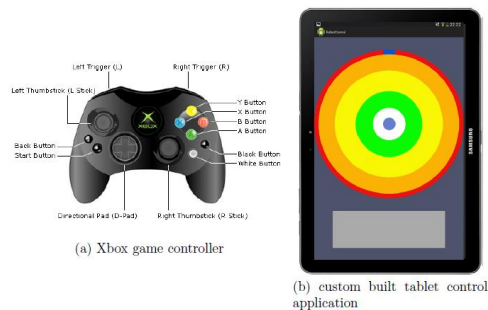 Left Trigger (L)
Right Trigger (R)
Left Thumbstick (L Stick)
Y Button
X Button
B Button
A Button
XBOX
Back Button
Start Button
Black Button
White Button
Directional Pad (D-Pad)
Right Thumbstick (R Stick)
(a) Xbox game controller
SAMSUNG
(b) custom built tablet control
application